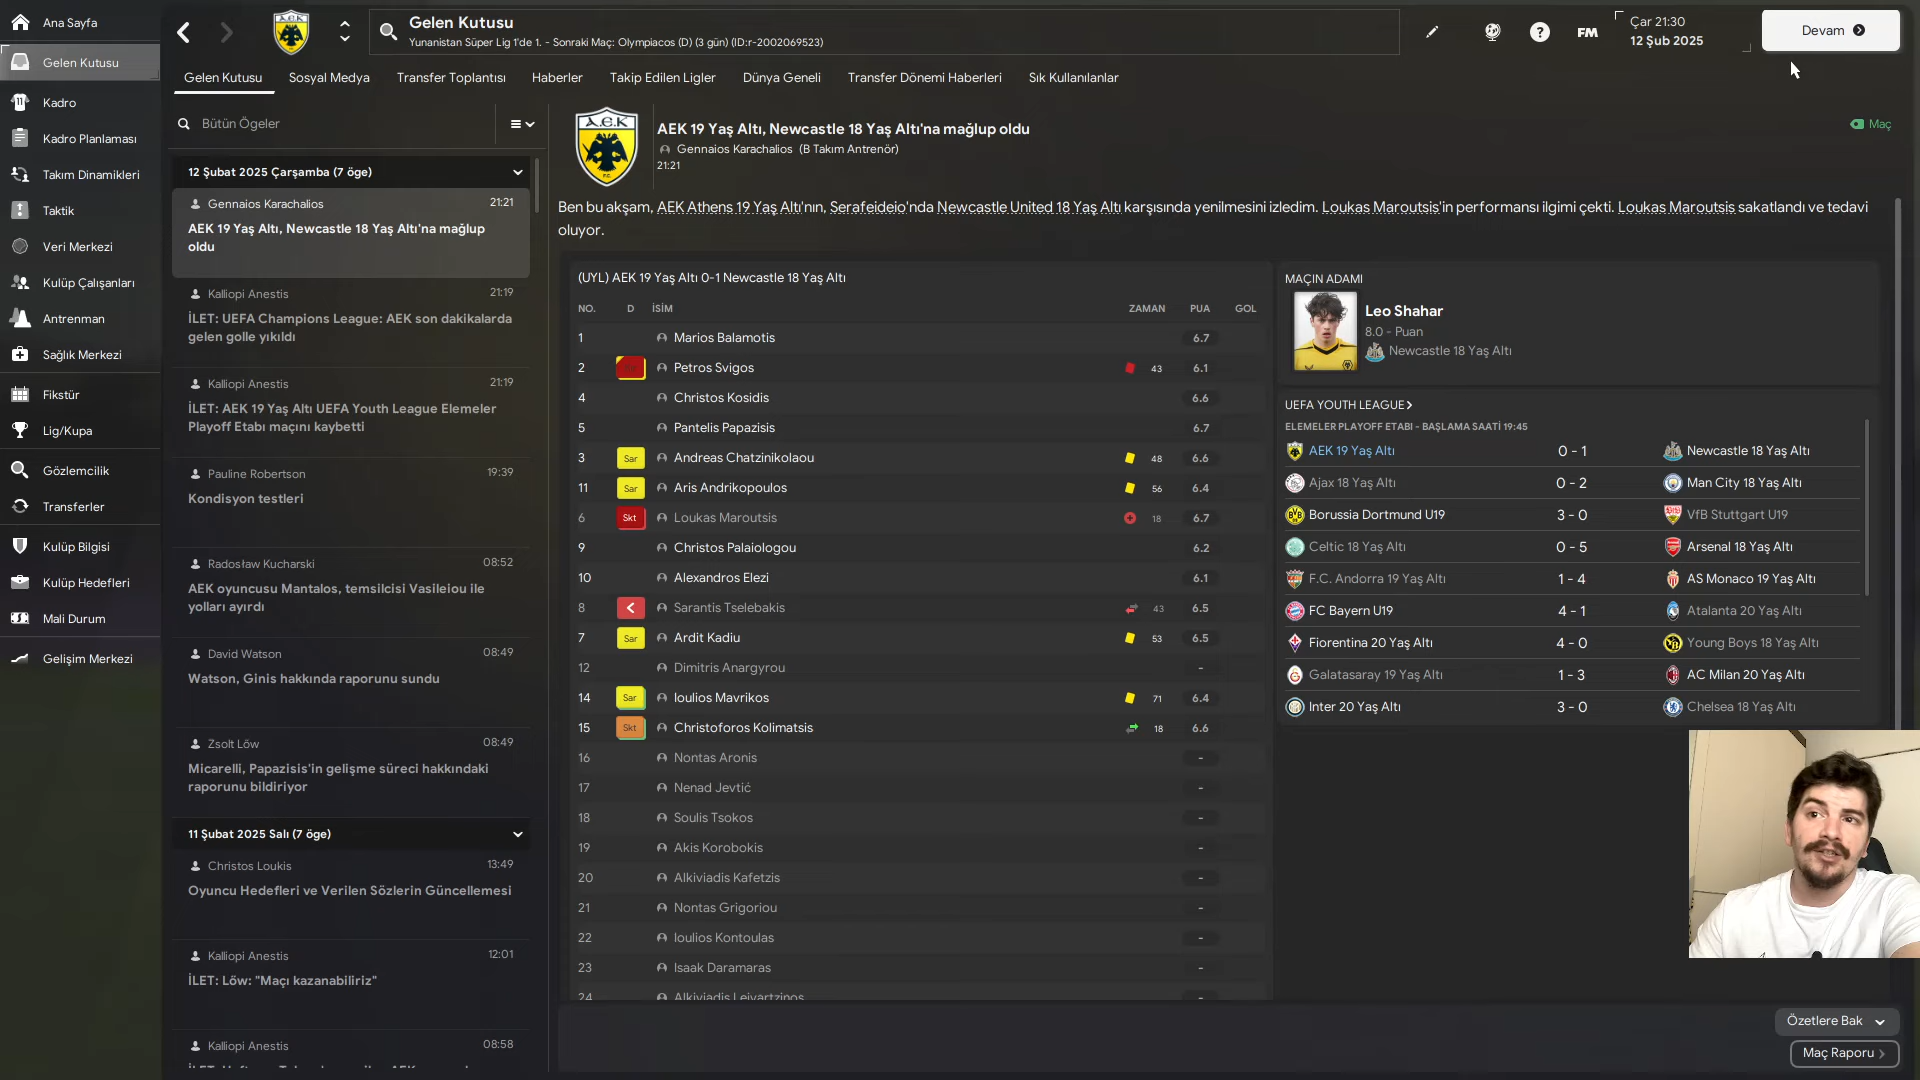 Ana Sayfa
Gelen Kutusu
Kadro
Kadro Planlaması
Takım Dinamikleri
Taktik
Veri Merkezi
Kulüp Çalışanları
Antrenman
Sağlık Merkezi
Fikstür
Lig/Kupa
Gözlemcilik
Transferler
Kulüp Bilgisi
Kulüp Hedefleri
Mali Durum
Gelişim Merkezi
Gelen Kutusu
Yunanistan Süper Lig 1'de 1. - Sonraki Maç: Olympiacos (D) (3 gün) (ID:r-2002069523)
FM
Çar 21:30
12 Şub 2025
Devam
Gelen Kutusu Sosyal Medya Transfer Toplantısı Haberler Takip Edilen Ligler Dünya Geneli Transfer Dönemi Haberleri Sık Kullanılanlar
Bütün Ögeler
12 Şubat 2025 Çarşamba (7 öge)
Gennaios Karachalios 21:21
AEK 19 Yaş Altı, Newcastle 18 Yaş Altı'na mağlup
oldu
Kalliopi Anestis 21:19
İLET: UEFA Champions League: AEK son dakikalarda
gelen golle yıkıldı
Kalliopi Anestis 21:19
İLET: AEK 19 Yaş Altı UEFA Youth League Elemeler
Playoff Etabı maçını kaybetti
Pauline Robertson 19:39
Kondisyon testleri
Radosław Kucharski 08:52
AEK oyuncusu Mantalos, temsilcisi Vasileiou ile
yolları ayırdı
David Watson 08:49
Watson, Ginis hakkında raporunu sundu
Zsolt Lőw 08:49
Micarelli, Papazisis'in gelişme süreci hakkındaki
raporunu bildiriyor
11 Şubat 2025 Salı (7 öge)
Christos Loukis 13:49
Oyuncu Hedefleri ve Verilen Sözlerin Güncellemesi
Kalliopi Anestis 12:01
İLET: Lőw: "Maçı kazanabiliriz"
Kalliopi Anestis 08:58
A.E.K
F.C.
AEK 19 Yaş Altı, Newcastle 18 Yaş Altı'na mağlup oldu
Gennaios Karachalios (B Takım Antrenör)
21:21
Maç
Ben bu akşam, AEK Athens 19 Yaş Altı'nın, Serafeideio'nda Newcastle United 18 Yaş Altı karşısında yenilmesini izledim. Loukas Maroutsis'in performansı ilgimi çekti. Loukas Maroutsis sakatlandı ve tedavi
oluyor.
(UYL) AEK 19 Yaş Altı 0-1 Newcastle 18 Yaş Altı
NO. D İSİM ZAMAN PUA GOL
1 Marios Balamotis 6.7
2 Petros Svigos 43 6.1
4 Christos Kosidis 6.6
5 Pantelis Papazisis 6.7
3 Sar Andreas Chatzinikolaou 48 6.6
11 Sar Aris Andrikopoulos 56 6.4
6 Skt Loukas Maroutsis 18 6.7
9 Christos Palaiologou 6.2
10 Alexandros Elezi 6.1
8 Sarantis Tselebakis 43 6.5
7 Sar Ardit Kadiu 53 6.5
12 Dimitris Anargyrou -
14 Sar Ioulios Mavrikos 71 6.4
15 Skt Christoforos Kolimatsis 18 6.6
16 Nontas Aronis -
17 Nenad Jevtić -
18 Soulis Tsokos -
19 Akis Korobokis -
20 Alkiviadis Kafetzis -
21 Nontas Grigoriou -
22 Ioulios Kontoulas -
23 Isaak Daramaras -
24 Alkiviadis Leivartzinos -
MAÇIN ADAMI
Leo Shahar
8.0 - Puan
Newcastle 18 Yaş Altı
UEFA YOUTH LEAGUE
ELEMELER PLAYOFF ETABI - BAŞLAMA SAATİ 19:45
AEK 19 Yaş Altı 0 - 1 Newcastle 18 Yaş Altı
Ajax 18 Yaş Altı 0 - 2 Man City 18 Yaş Altı
Borussia Dortmund U19 3 - 0 VfB Stuttgart U19
Celtic 18 Yaş Altı 0 - 5 Arsenal 18 Yaş Altı
F.C. Andorra 19 Yaş Altı 1 - 4 AS Monaco 19 Yaş Altı
FC Bayern U19 4 - 1 Atalanta 20 Yaş Altı
Fiorentina 20 Yaş Altı 4 - 0 Young Boys 18 Yaş Altı
Galatasaray 19 Yaş Altı 1 - 3 AC Milan 20 Yaş Altı
Inter 20 Yaş Altı 3 - 0 Chelsea 18 Yaş Altı
Özetlere Bak
Maç Raporu